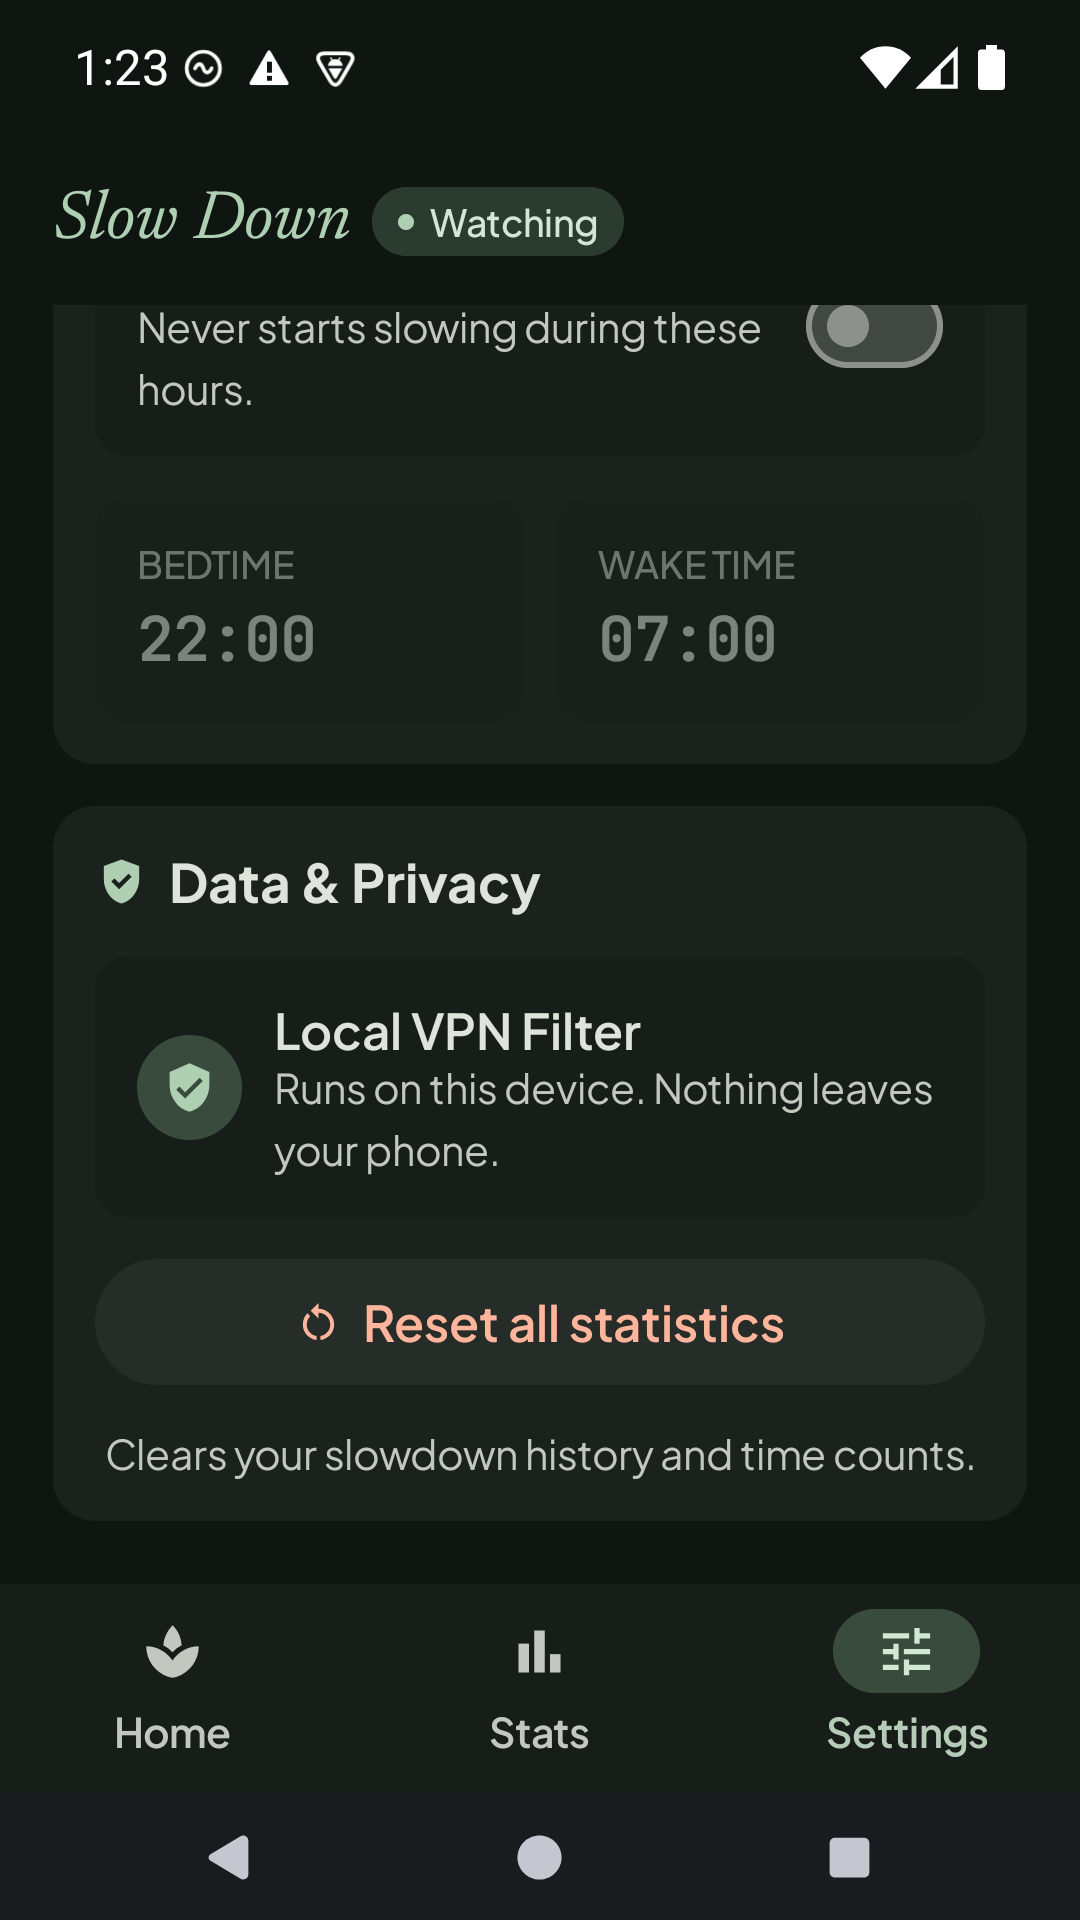 1:23
Slow Down
Watching
Never starts slowing during these
hours.
BEDTIME
22:00
WAKE TIME
07:00
Data & Privacy
Local VPN Filter
Runs on this device. Nothing leaves
your phone.
Reset all statistics
Clears your slowdown history and time counts.
Home
Stats
Settings